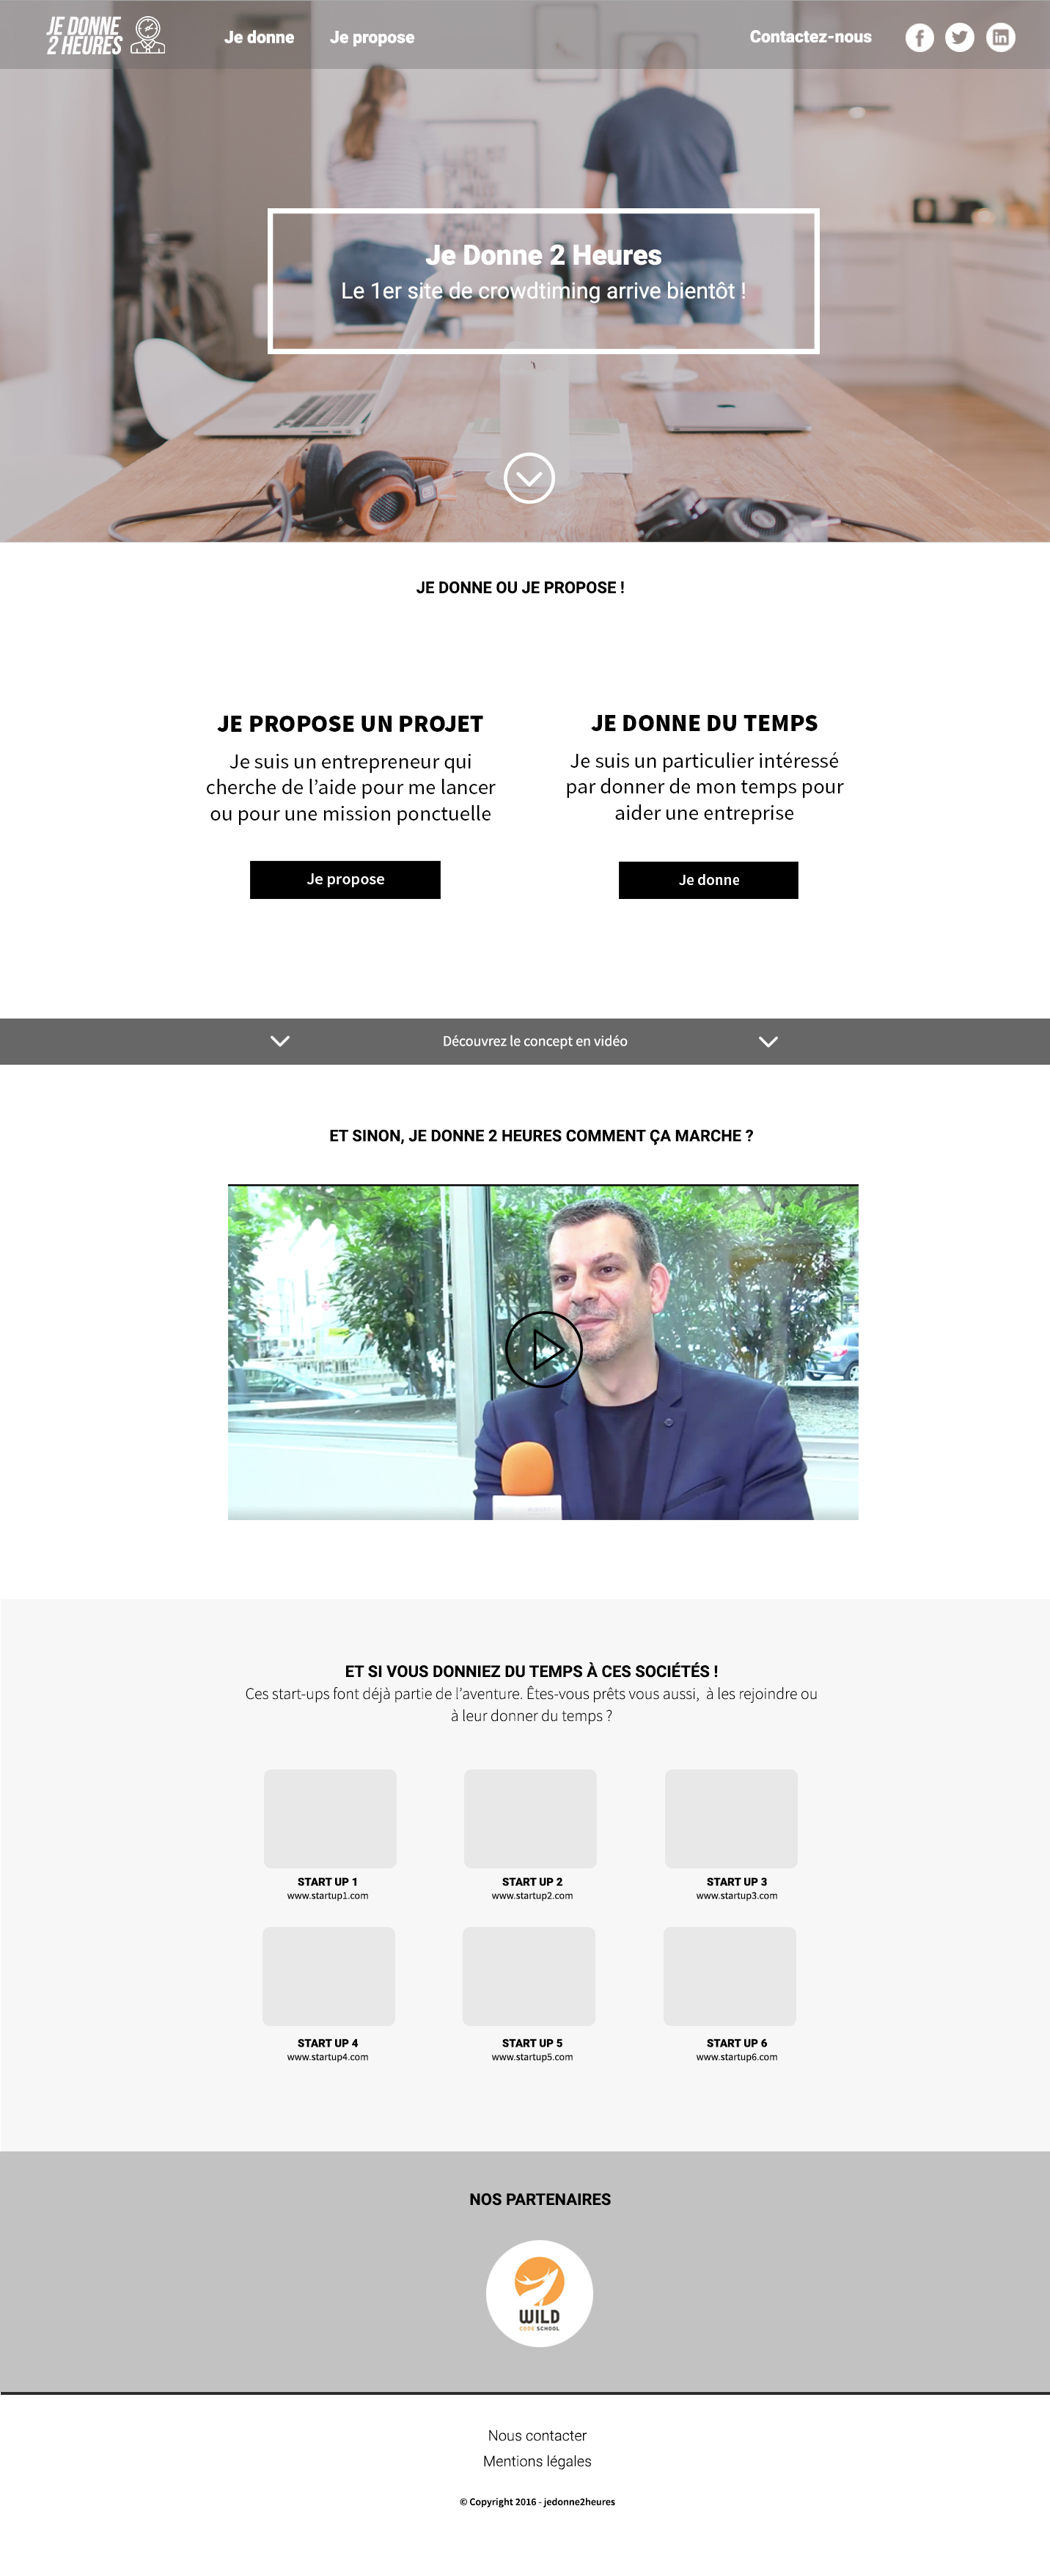 JE DONNE
2 HEURES
Je donne
Je propose
Contactez-nous
Je Donne 2 Heures
Le 1er site de crowdtiming arrive bientôt !
JE DONNE OU JE PROPOSE !
JE PROPOSE UN PROJET
Je suis un entrepreneur qui
cherche de l’aide pour me lancer
ou pour une mission ponctuelle
Je propose
JE DONNE DU TEMPS
Je suis un particulier intéressé
par donner de mon temps pour
aider une entreprise
Je donne
Découvrez le concept en vidéo
ET SINON, JE DONNE 2 HEURES COMMENT ÇA MARCHE ?
ET SI VOUS DONNIEZ DU TEMPS À CES SOCIÉTÉS !
Ces start-ups font déjà partie de l’aventure. Êtes-vous prêts vous aussi,  à les rejoindre ou
à leur donner du temps ?
START UP 1
www.startup1.com
START UP 2
www.startup2.com
START UP 3
www.startup3.com
START UP 4
www.startup4.com
START UP 5
www.startup5.com
START UP 6
www.startup6.com
NOS PARTENAIRES
WILD
CODE SCHOOL
Nous contacter
Mentions légales
© Copyright 2016 - jedonne2heures